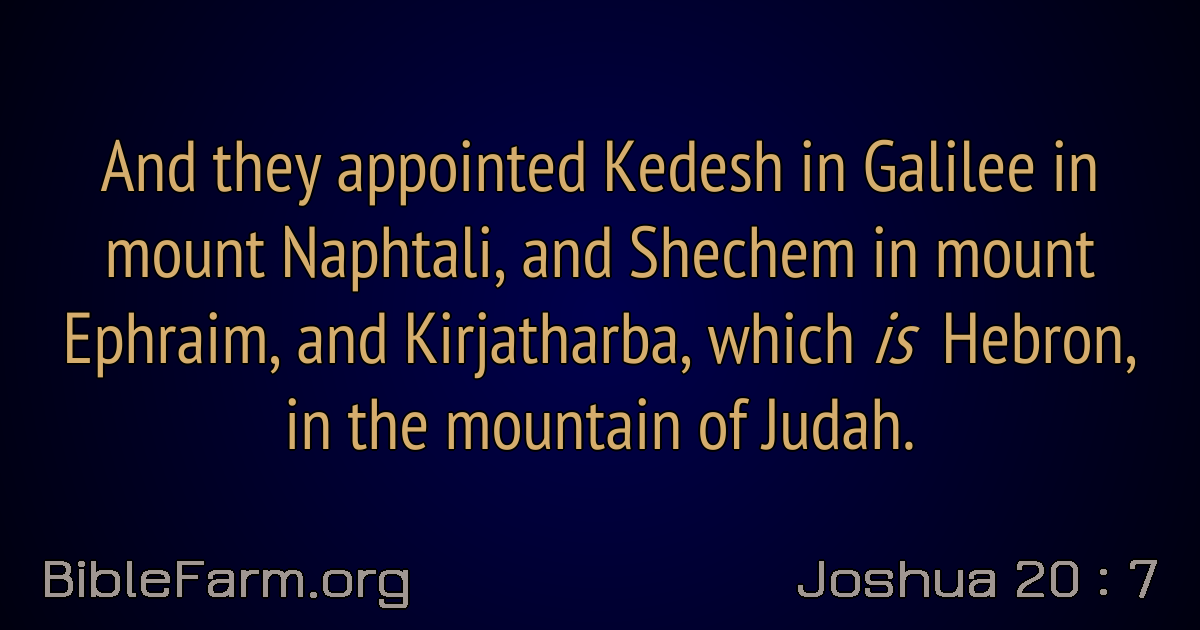 And they appointed Kedesh in Galilee in
mount Naphtali, and Shechem in mount
Ephraim, and Kirjatharba, which is Hebron,
in the mountain of Judah.
BibleFarm.org
Joshua 20 : 7